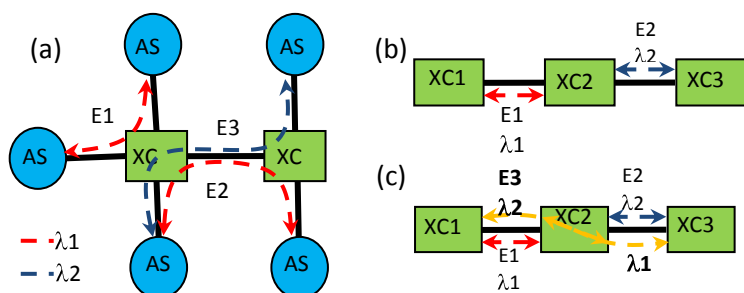 (a)
AS
AS
E1
E3
AS
XC
XC
E2
AS
AS
λ1
λ2
(b)
E2
λ2
XC1
XC2
XC3
E1
λ1
(c)
E3
λ2
E2
λ2
XC1
XC2
XC3
E1
λ1
λ1